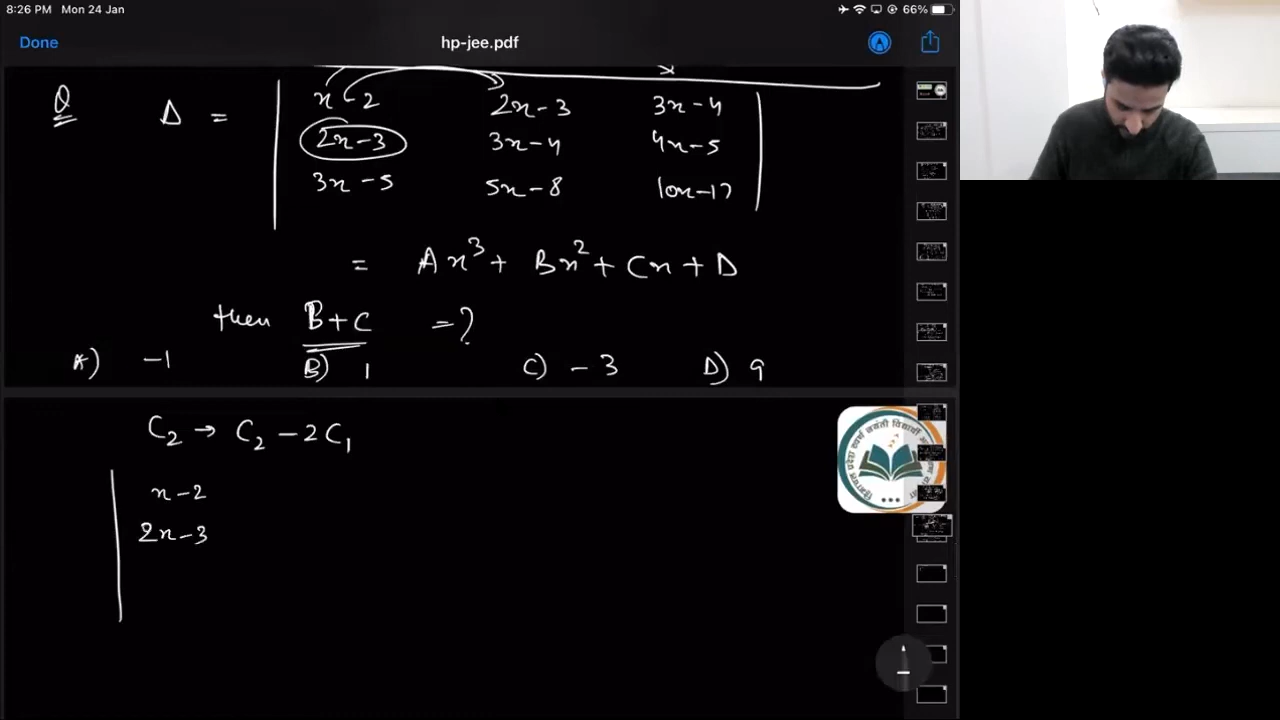 8:26 PM Mon 24 Jan
66%
Done
hp-jee.pdf
Q Δ = | x-2 2x-3 3x-4 |
| 2x-3 3x-4 4x-5 |
| 3x-5 5x-8 10x-17 |
= Ax³ + Bx² + Cx + D
then B+C = ?
A) -1 B) 1 C) -3 D) 9
C₂ → C₂ - 2C₁
| x-2
| 2x-3